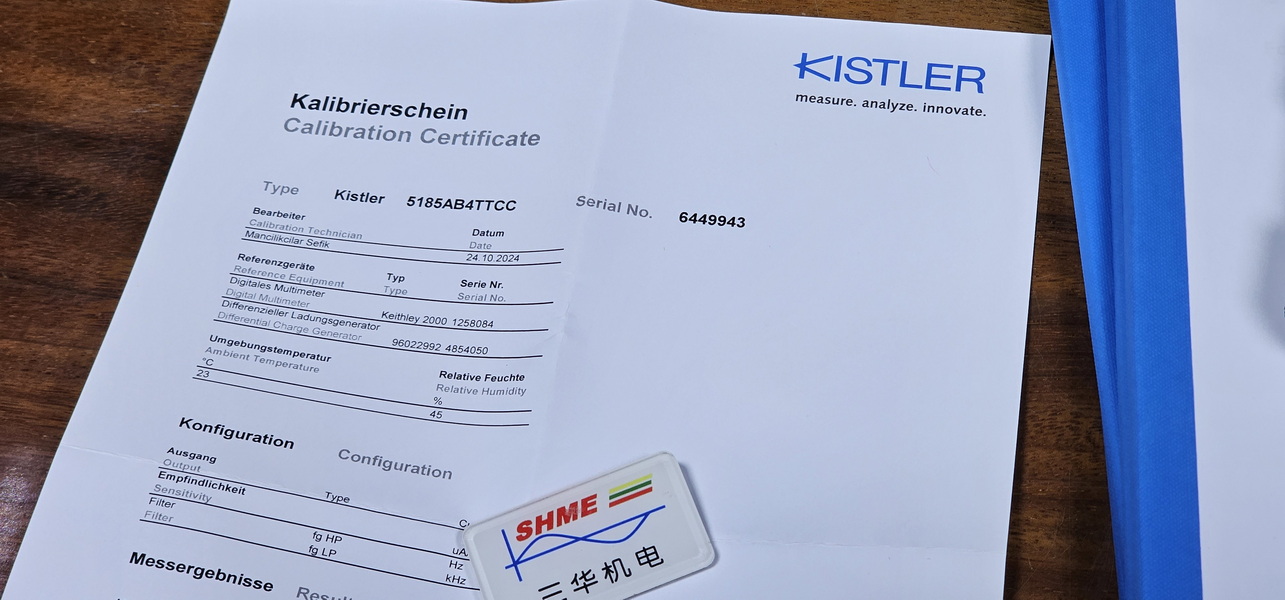 KISTLER
measure. analyze. innovate.
Kalibrierschein
Calibration Certificate
Type Kistler 5185AB4TTCC Serial No. 6449943
Bearbeiter Datum
Calibration Technician Date
Mancilikcilar Sefik 24.10.2024
Referenzgeräte Typ Serie Nr.
Reference Equipment Type Serial No.
Digitales Multimeter
Digital Multimeter Keithley 2000 1258084
Differenzieller Ladungsgenerator
Differential Charge Generator 96022992 4854050
Umgebungstemperatur Relative Feuchte
Ambient Temperature Relative Humidity
°C %
23 45
Konfiguration Configuration
Ausgang
Output Type
Empfindlichkeit
Sensitivity
Filter fg HP Hz
Filter fg LP kHz
Messergebnisse
SHME
三华机电